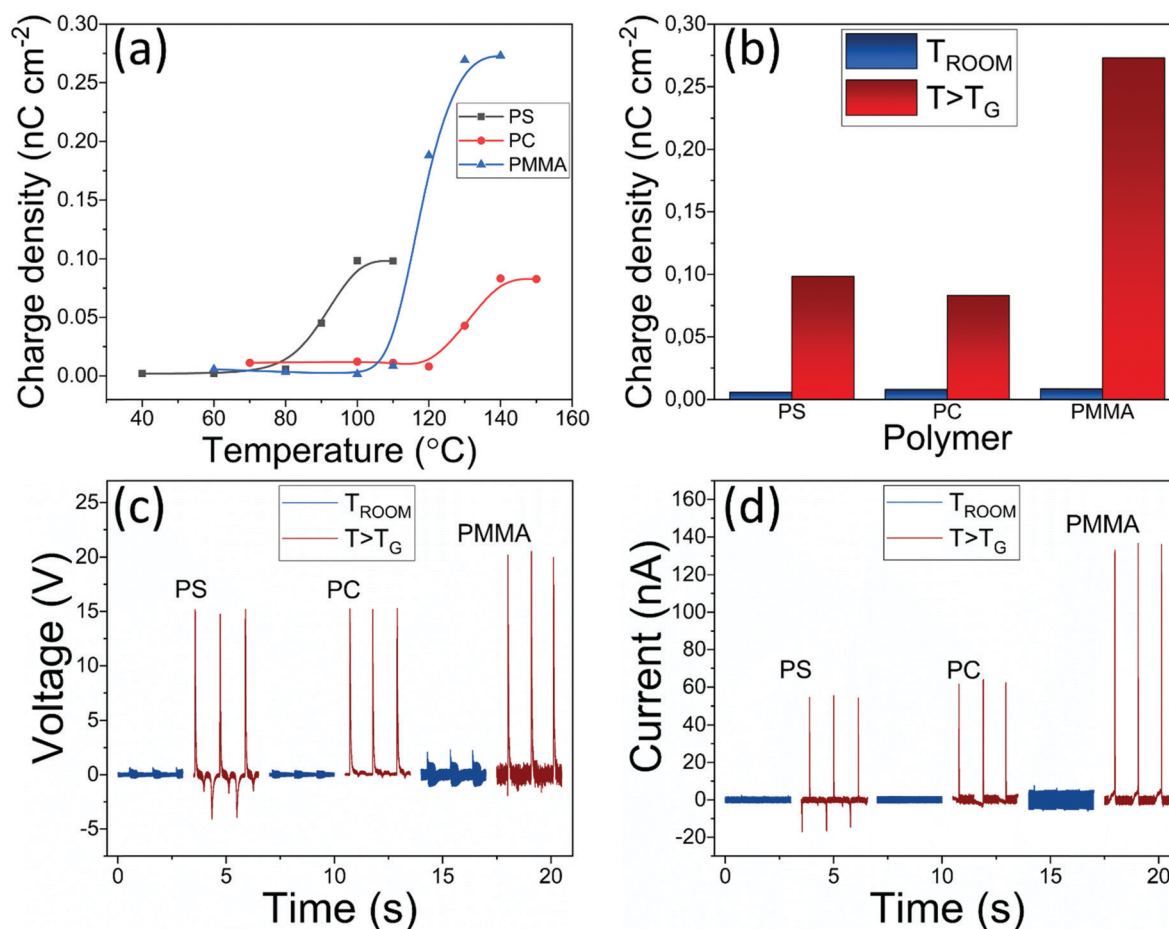 (a)
Charge density (nC cm⁻²)
0.30
0.25
0.20
0.15
0.10
0.05
0.00
PS
PC
PMMA
40 60 80 100 120 140 160
Temperature (°C)
(b)
Charge density (nC cm⁻²)
0,30
0,25
0,20
0,15
0,10
0,05
0,00
T_ROOM
T>T_G
PS PC PMMA
Polymer
(c)
Voltage (V)
25
20
15
10
5
0
-5
T_ROOM
T>T_G
PS
PC
PMMA
0 5 10 15 20
Time (s)
(d)
Current (nA)
160
140
120
100
80
60
40
20
0
-20
T_ROOM
T>T_G
PS
PC
PMMA
0 5 10 15 20
Time (s)